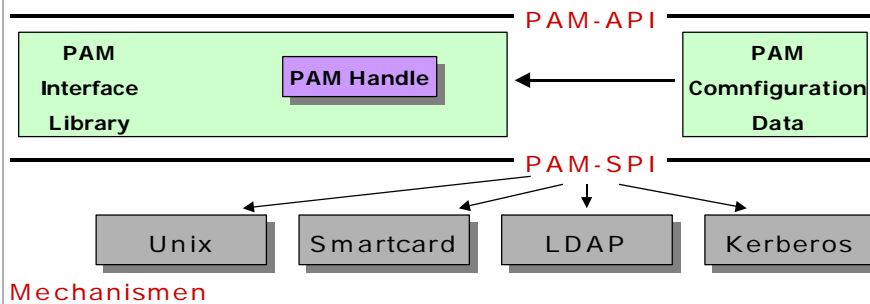 PAM-API
PAM
Interface
Library
PAM Handle
PAM
Comnfiguration
Data
PAM-SPI
Unix
Smartcard
LDAP
Kerberos
Mechanismen